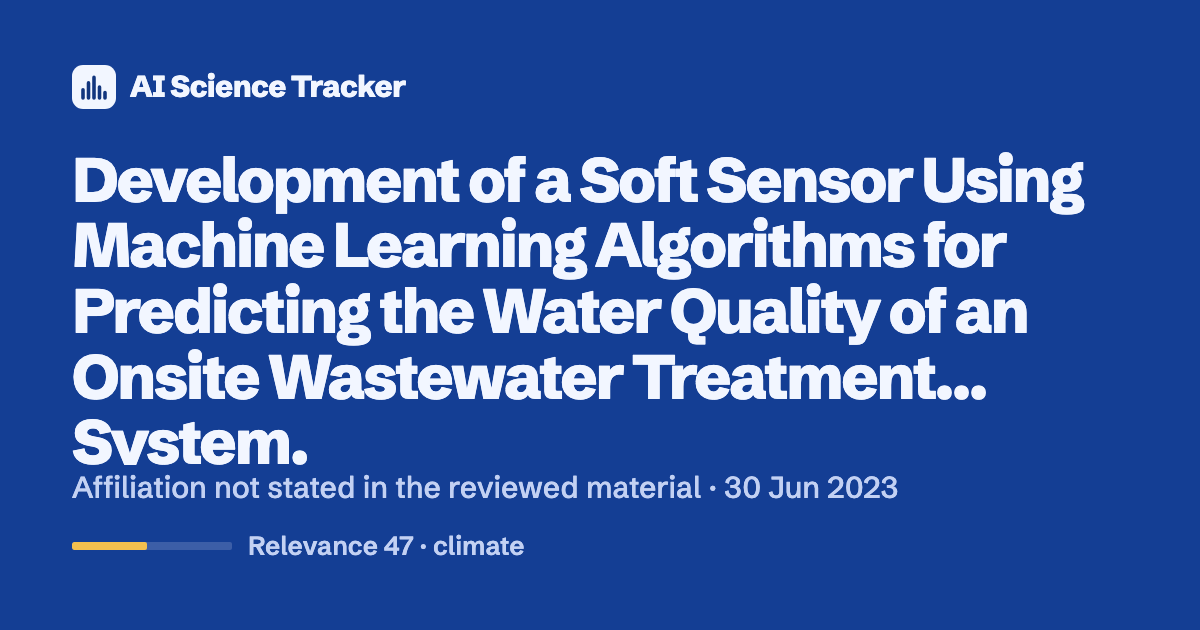 AI Science Tracker
Development of a Soft Sensor Using
Machine Learning Algorithms for
Predicting the Water Quality of an
Onsite Wastewater Treatment...
System.
Affiliation not stated in the reviewed material · 30 Jun 2023
Relevance 47 · climate